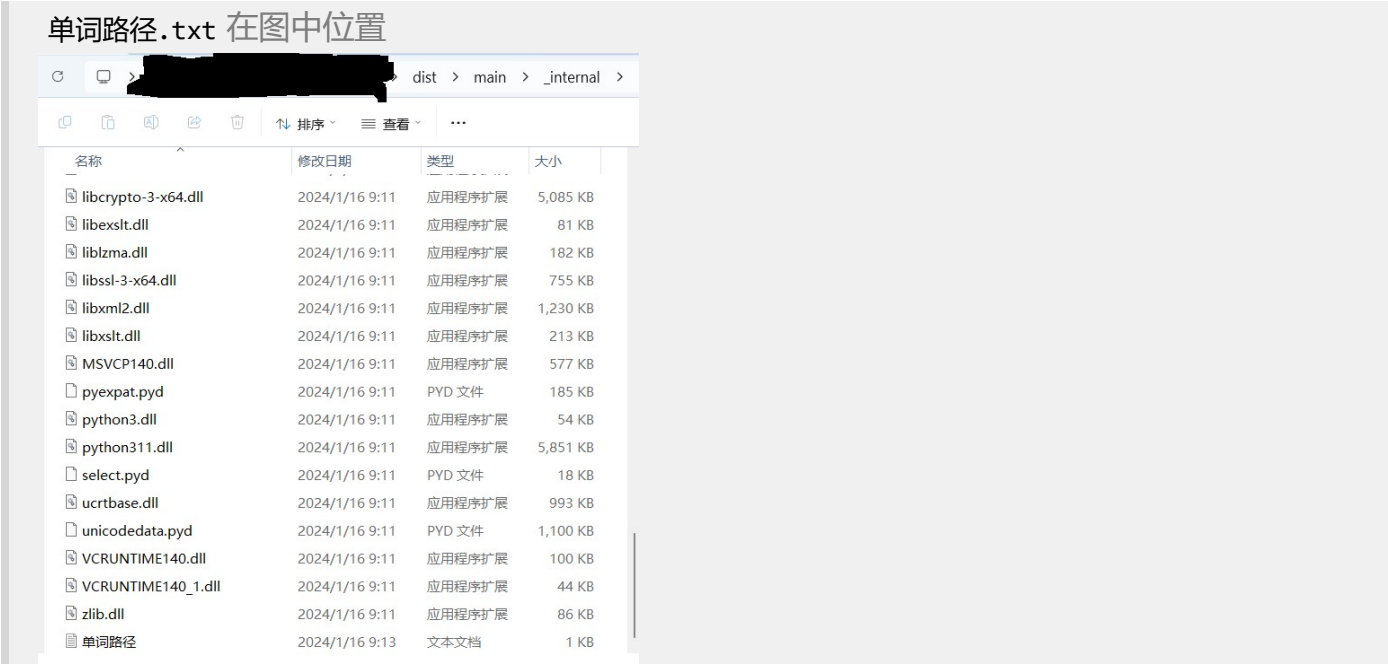 单词路径.txt 在图中位置
> > dist > main > _internal >
排序 查看 ...
名称 修改日期 类型 大小
libcrypto-3-x64.dll 2024/1/16 9:11 应用程序扩展 5,085 KB
libexslt.dll 2024/1/16 9:11 应用程序扩展 81 KB
liblzma.dll 2024/1/16 9:11 应用程序扩展 182 KB
libssl-3-x64.dll 2024/1/16 9:11 应用程序扩展 755 KB
libxml2.dll 2024/1/16 9:11 应用程序扩展 1,230 KB
libxslt.dll 2024/1/16 9:11 应用程序扩展 213 KB
MSVCP140.dll 2024/1/16 9:11 应用程序扩展 577 KB
pyexpat.pyd 2024/1/16 9:11 PYD 文件 185 KB
python3.dll 2024/1/16 9:11 应用程序扩展 54 KB
python311.dll 2024/1/16 9:11 应用程序扩展 5,851 KB
select.pyd 2024/1/16 9:11 PYD 文件 18 KB
ucrtbase.dll 2024/1/16 9:11 应用程序扩展 993 KB
unicodedata.pyd 2024/1/16 9:11 PYD 文件 1,100 KB
VCRUNTIME140.dll 2024/1/16 9:11 应用程序扩展 100 KB
VCRUNTIME140_1.dll 2024/1/16 9:11 应用程序扩展 44 KB
zlib.dll 2024/1/16 9:11 应用程序扩展 86 KB
单词路径 2024/1/16 9:13 文本文档 1 KB